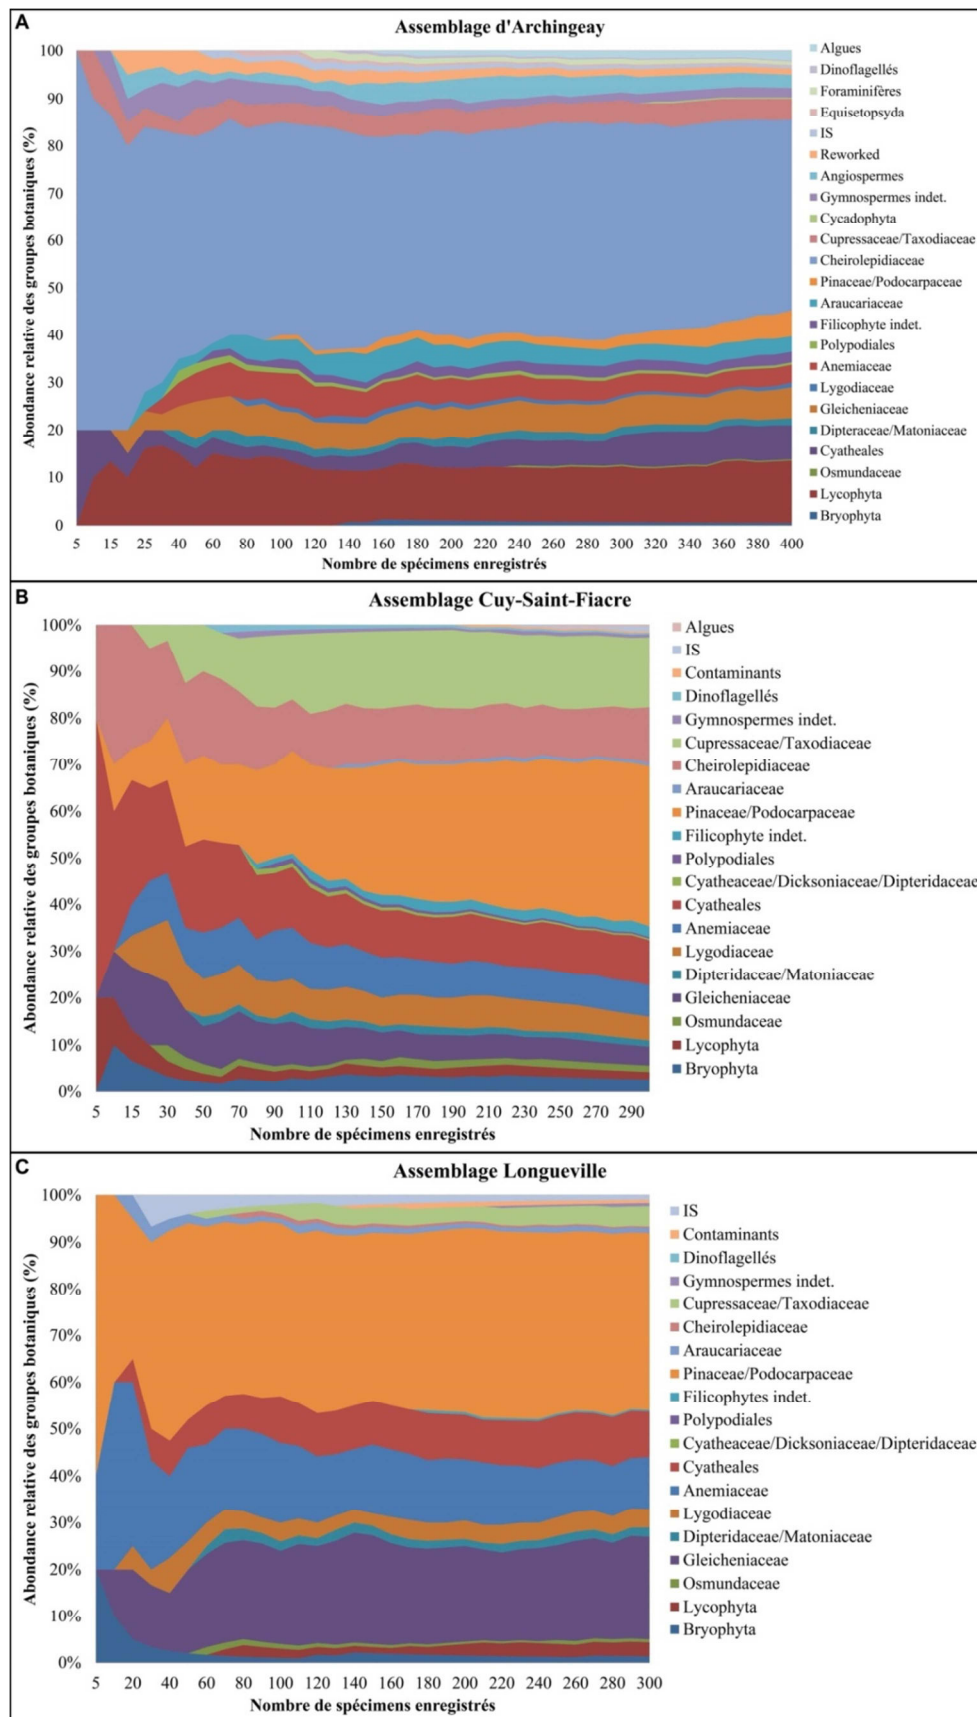 A
Assemblage d'Archingeay
Abondance relative des groupes botaniques (%)
100
90
80
70
60
50
40
30
20
10
0
5 15 25 40 60 80 100 120 140 160 180 200 220 240 260 280 300 320 340 360 380 400
Nombre de spécimens enregistrés
Algues
Dinoflagellés
Foraminifères
Equisetopsyda
IS
Reworked
Angiospermes
Gymnospermes indet.
Cycadophyta
Cupressaceae/Taxodiaceae
Cheirolepidiaceae
Pinaceae/Podocarpaceae
Araucariaceae
Filicophyte indet.
Polypodiales
Anemiaceae
Lygodiaceae
Gleicheniaceae
Dipteraceae/Matoniaceae
Cyatheales
Osmundaceae
Lycophyta
Bryophyta
B
Assemblage Cuy-Saint-Fiacre
Abondance relative des groupes botaniques (%)
100%
90%
80%
70%
60%
50%
40%
30%
20%
10%
0%
5 15 30 50 70 90 110 130 150 170 190 210 230 250 270 290
Nombre de spécimens enregistrés
Algues
IS
Contaminants
Dinoflagellés
Gymnospermes indet.
Cupressaceae/Taxodiaceae
Cheirolepidiaceae
Araucariaceae
Pinaceae/Podocarpaceae
Filicophyte indet.
Polypodiales
Cyatheaceae/Dicksoniaceae/Dipteridaceae
Cyatheales
Anemiaceae
Lygodiaceae
Dipteridaceae/Matoniaceae
Gleicheniaceae
Osmundaceae
Lycophyta
Bryophyta
C
Assemblage Longueville
Abondance relative des groupes botaniques (%)
100%
90%
80%
70%
60%
50%
40%
30%
20%
10%
0%
5 20 40 60 80 100 120 140 160 180 200 220 240 260 280 300
Nombre de spécimens enregistrés
IS
Contaminants
Dinoflagellés
Gymnospermes indet.
Cupressaceae/Taxodiaceae
Cheirolepidiaceae
Araucariaceae
Pinaceae/Podocarpaceae
Filicophytes indet.
Polypodiales
Cyatheaceae/Dicksoniaceae/Dipteridaceae
Cyatheales
Anemiaceae
Lygodiaceae
Dipteridaceae/Matoniaceae
Gleicheniaceae
Osmundaceae
Lycophyta
Bryophyta